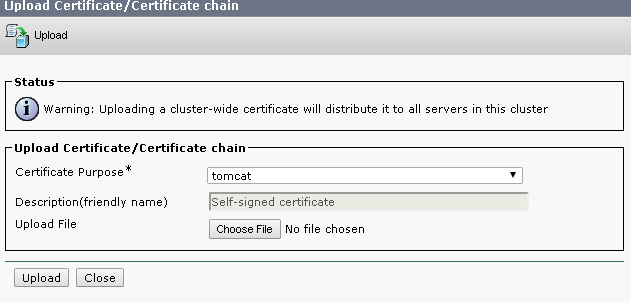 Upload Certificate/Certificate chain
Upload
Status
Warning: Uploading a cluster-wide certificate will distribute it to all servers in this cluster
Upload Certificate/Certificate chain
Certificate Purpose* tomcat
Description(friendly name) Self-signed certificate
Upload File Choose File No file chosen
Upload Close